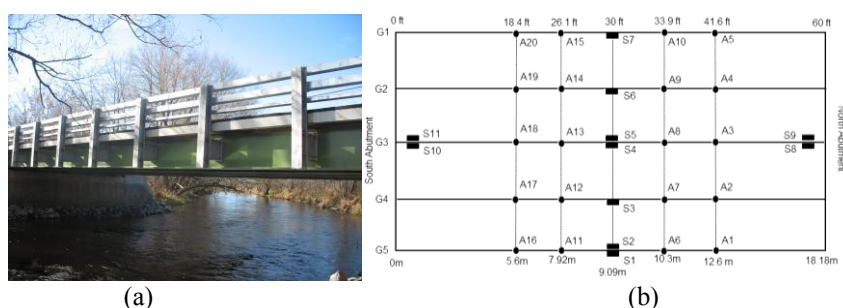 0 ft 18.4 ft 26.1 ft 30 ft 33.9 ft 41.6 ft 60 ft
G1 A20 A15 S7 A10 A5
G2 A19 A14 S6 A9 A4
South Abutment
North Abutment
S11 S5 S9
G3 A18 A13 A8 A3
S10 S4 S8
G4 A17 A12 S3 A7 A2
G5 A16 A11 S2 A6 A1
S1
0m 5.6m 7.92m 9.09m 10.3m 12.6 m 18.18m
(a) (b)